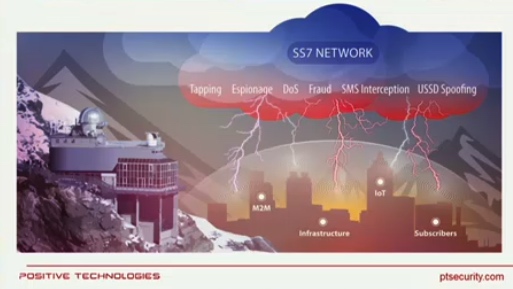 SS7 NETWORK
Tapping Espionage DoS Fraud SMS Interception USSD Spoofing
IoT
M2M
Infrastructure Subscribers
POSITIVE TECHNOLOGIES ptsecurity.com